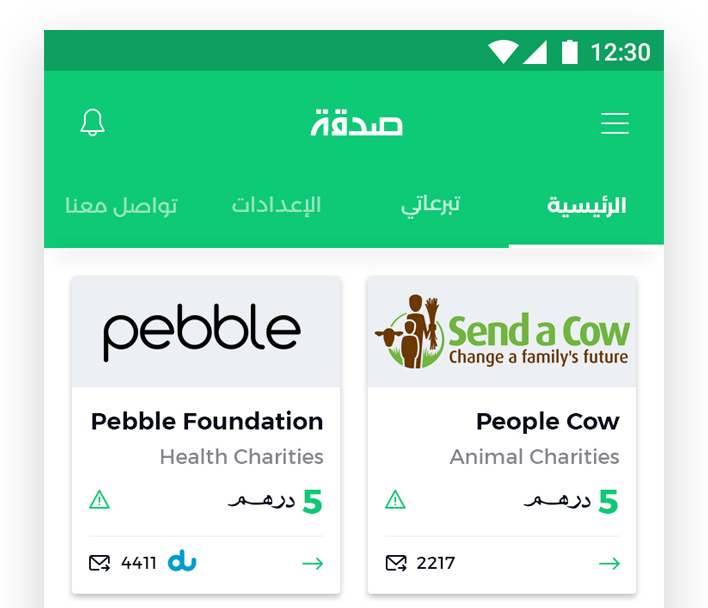 12:30
صدقة
الرئيسية
تبرعاتي
الإعدادات
تواصل معنا
pebble
Pebble Foundation
Health Charities
5 درهم
4411 du
Send a Cow
Change a family's future
People Cow
Animal Charities
5 درهم
2217